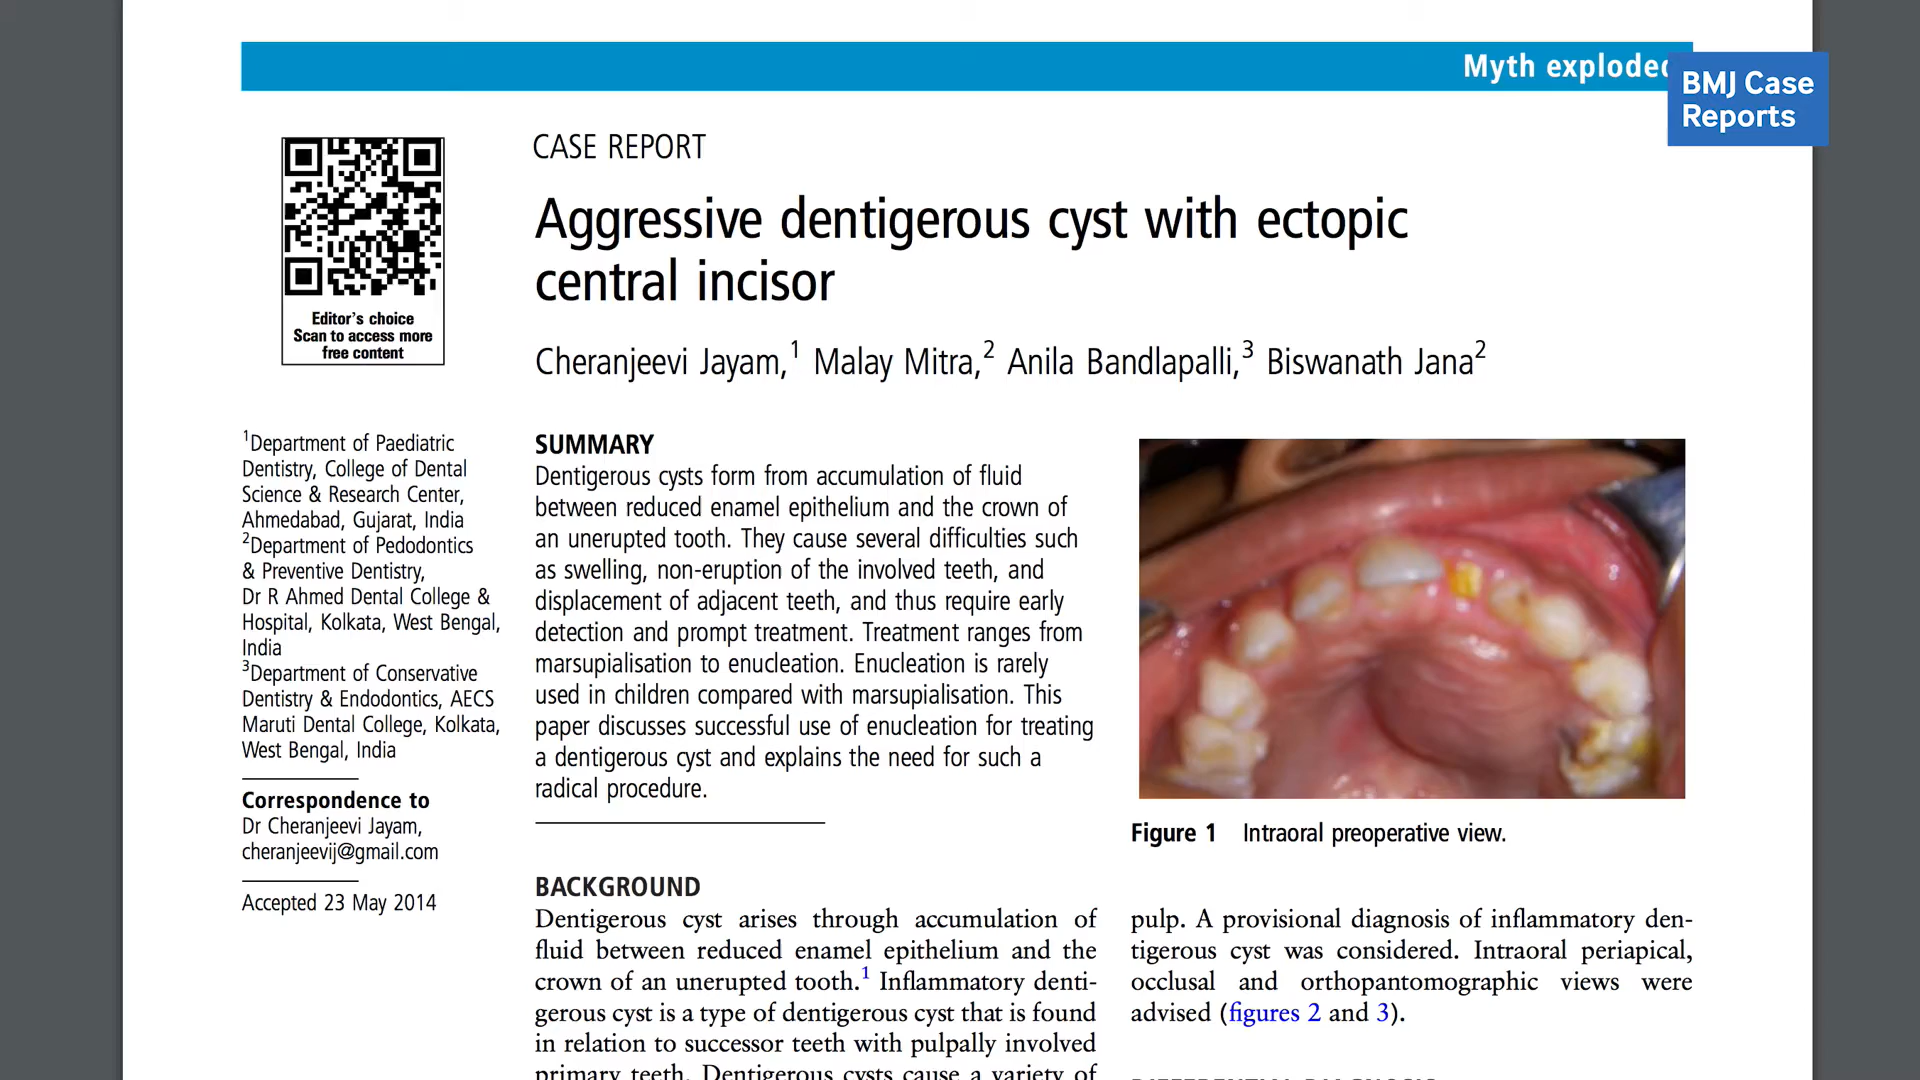 Myth exploded
BMJ Case
Reports
CASE REPORT
Aggressive dentigerous cyst with ectopic
central incisor
Cheranjeevi Jayam,1 Malay Mitra,2 Anila Bandlapalli,3 Biswanath Jana2
Editor's choice
Scan to access more
free content
1Department of Paediatric
Dentistry, College of Dental
Science & Research Center,
Ahmedabad, Gujarat, India
2Department of Pedodontics
& Preventive Dentistry,
Dr R Ahmed Dental College &
Hospital, Kolkata, West Bengal,
India
3Department of Conservative
Dentistry & Endodontics, AECS
Maruti Dental College, Kolkata,
West Bengal, India
Correspondence to
Dr Cheranjeevi Jayam,
cheranjeevij@gmail.com
Accepted 23 May 2014
SUMMARY
Dentigerous cysts form from accumulation of fluid
between reduced enamel epithelium and the crown of
an unerupted tooth. They cause several difficulties such
as swelling, non-eruption of the involved teeth, and
displacement of adjacent teeth, and thus require early
detection and prompt treatment. Treatment ranges from
marsupialisation to enucleation. Enucleation is rarely
used in children compared with marsupialisation. This
paper discusses successful use of enucleation for treating
a dentigerous cyst and explains the need for such a
radical procedure.
BACKGROUND
Dentigerous cyst arises through accumulation of
fluid between reduced enamel epithelium and the
crown of an unerupted tooth.1 Inflammatory denti-
gerous cyst is a type of dentigerous cyst that is found
in relation to successor teeth with pulpally involved
primary teeth. Dentigerous cysts cause a variety of
Figure 1 Intraoral preoperative view.
pulp. A provisional diagnosis of inflammatory den-
tigerous cyst was considered. Intraoral periapical,
occlusal and orthopantomographic views were
advised (figures 2 and 3).